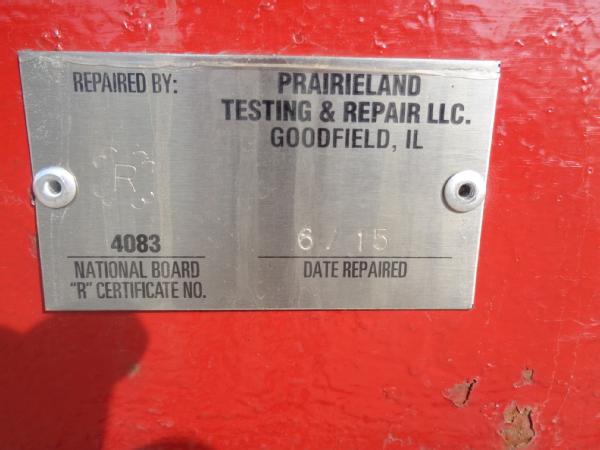 REPAIRED BY:
PRAIRIELAND
TESTING & REPAIR LLC.
GOODFIELD, IL
R
4083
NATIONAL BOARD
"R" CERTIFICATE NO.
6/15
DATE REPAIRED